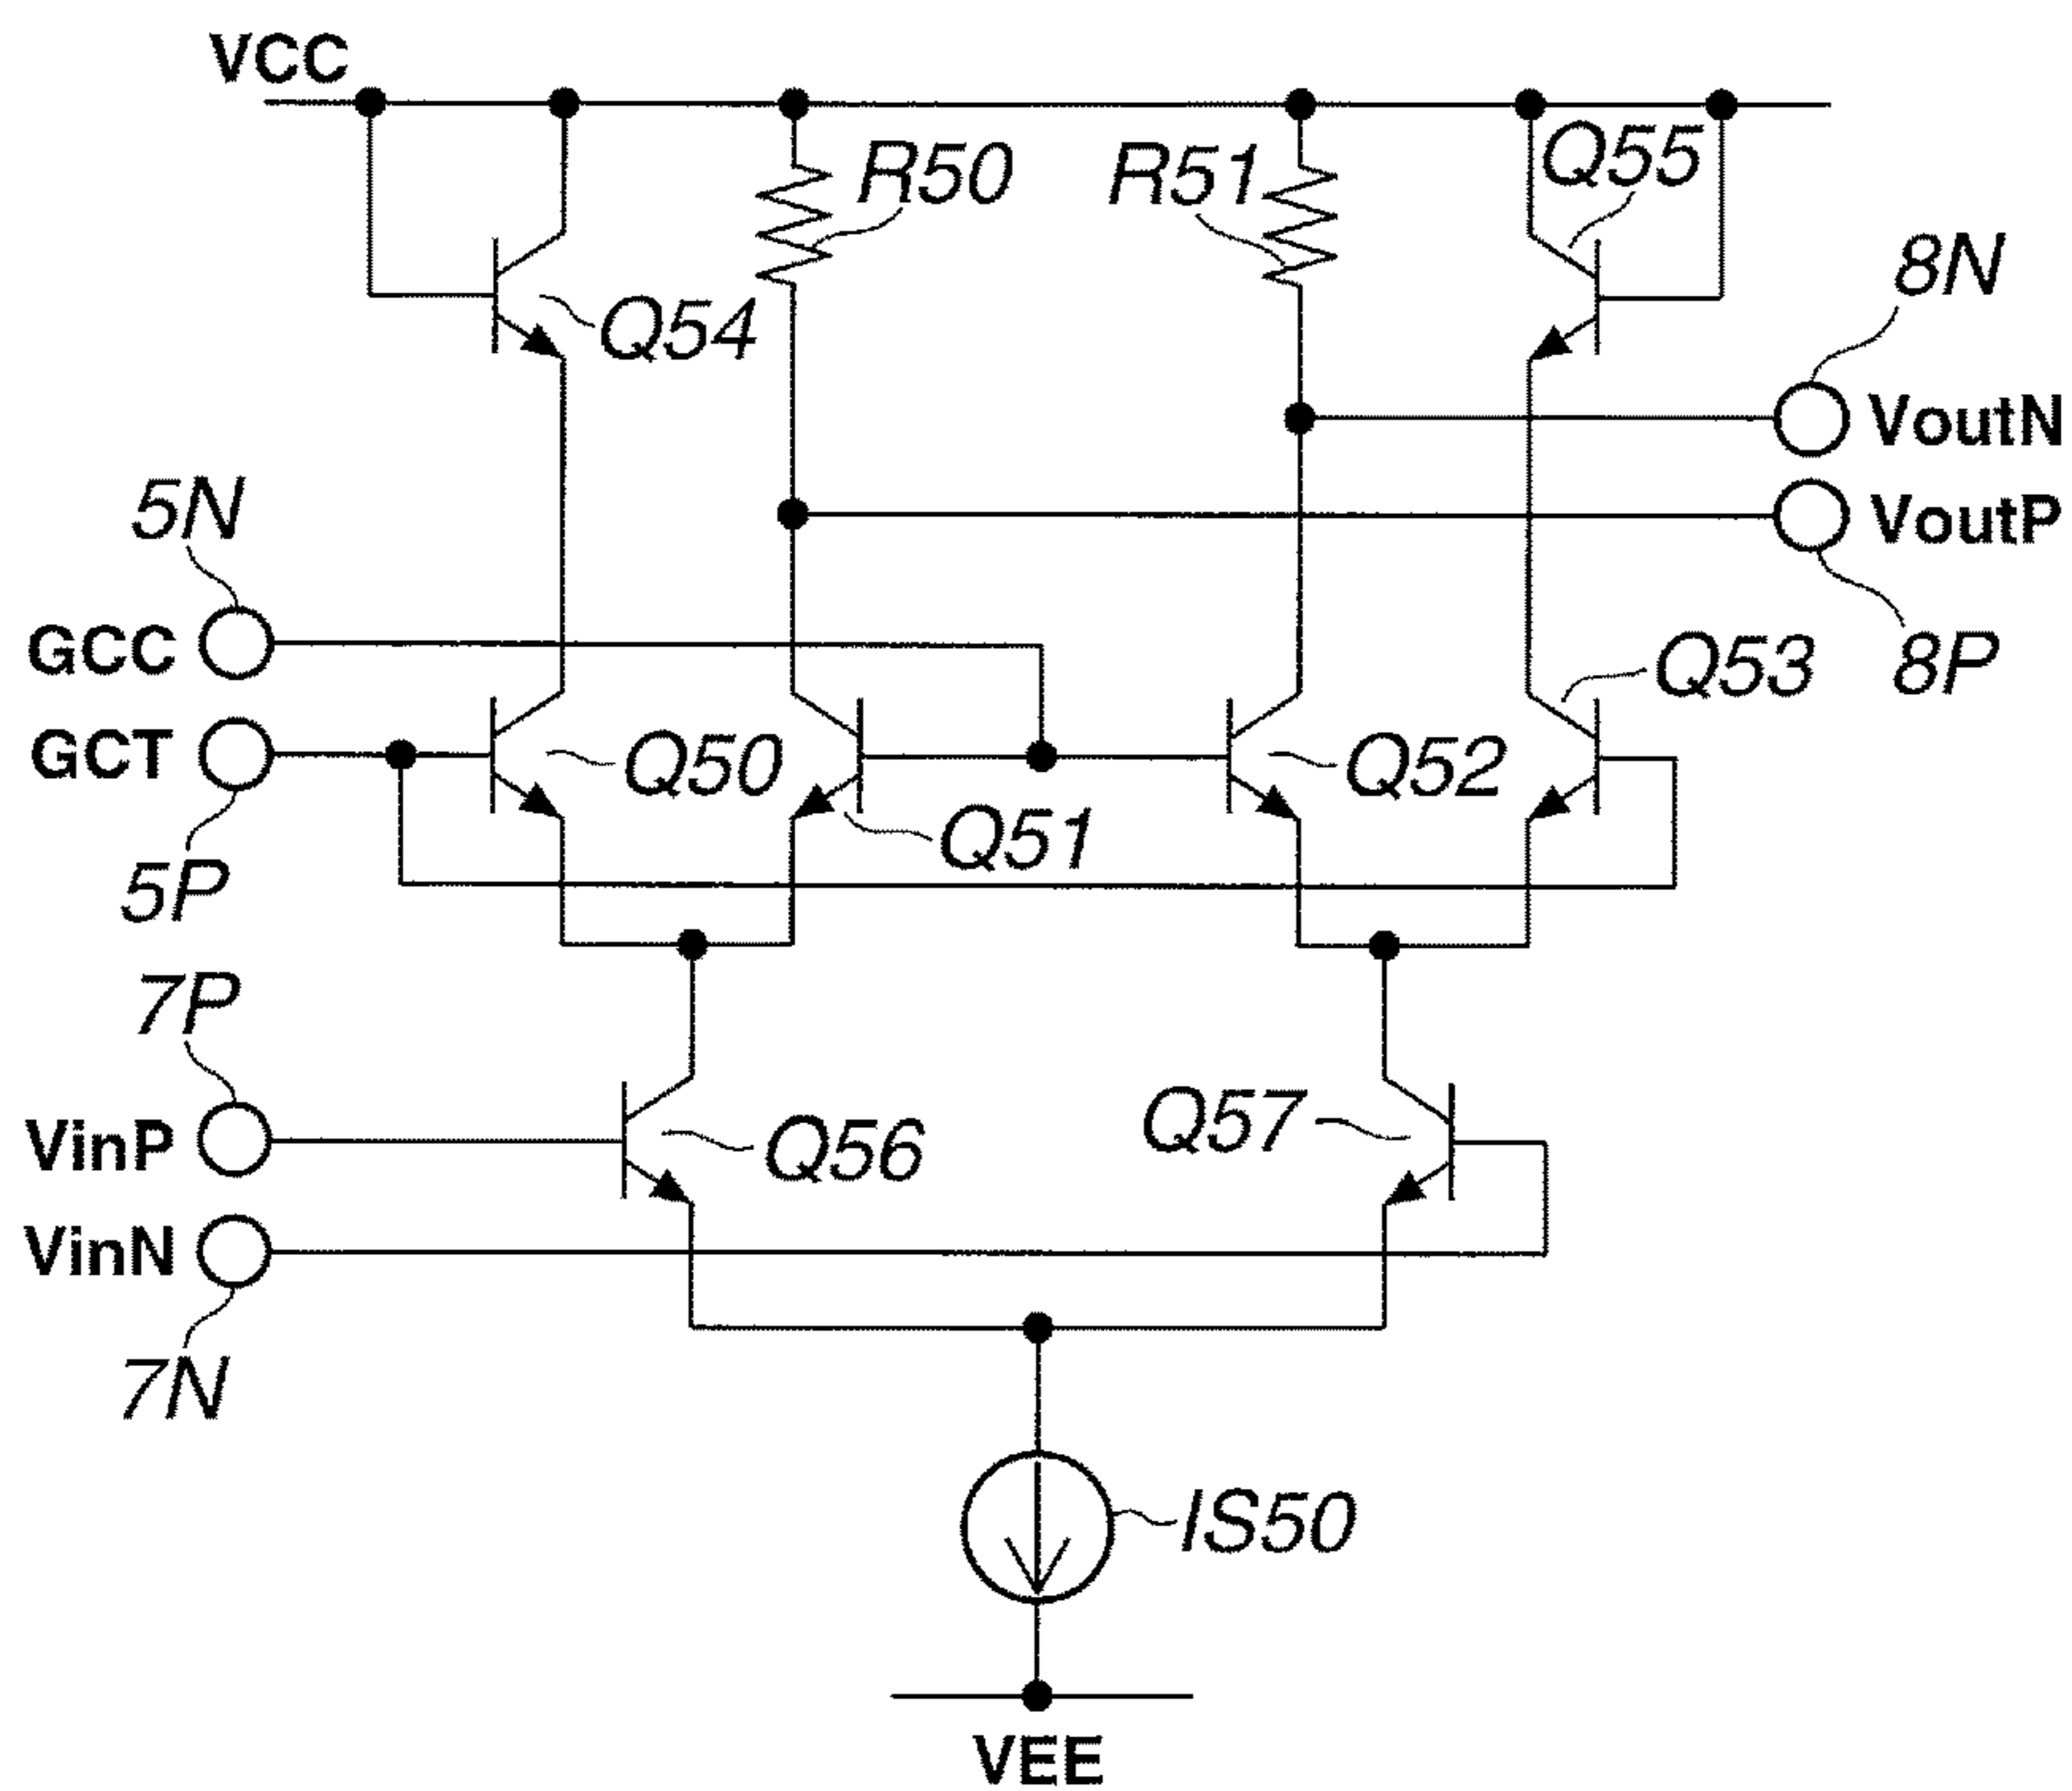 VCC
R50
R51
Q55
8N
Q54
VoutN
5N
VoutP
GCC
Q53
8P
GCT
Q50
Q52
Q51
5P
7P
VinP
Q56
Q57
VinN
7N
IS50
VEE